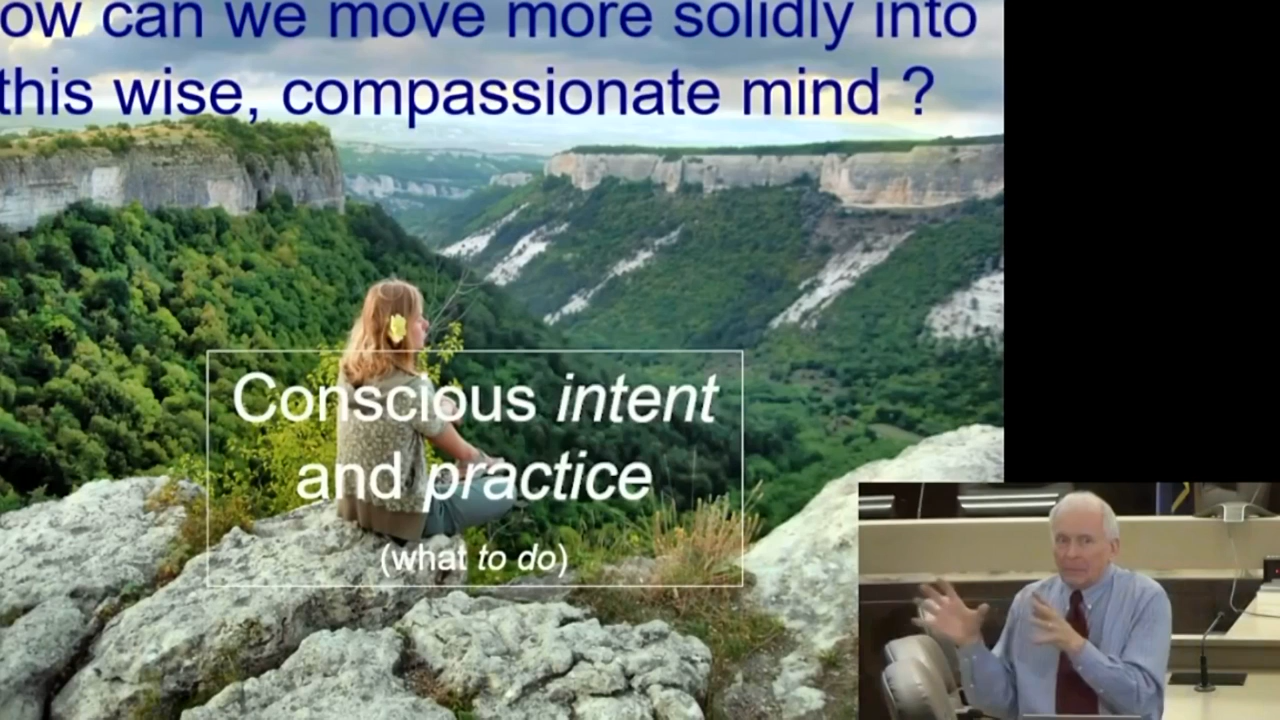 ow can we move more solidly into
this wise, compassionate mind ?
Conscious intent
and practice
(what to do)